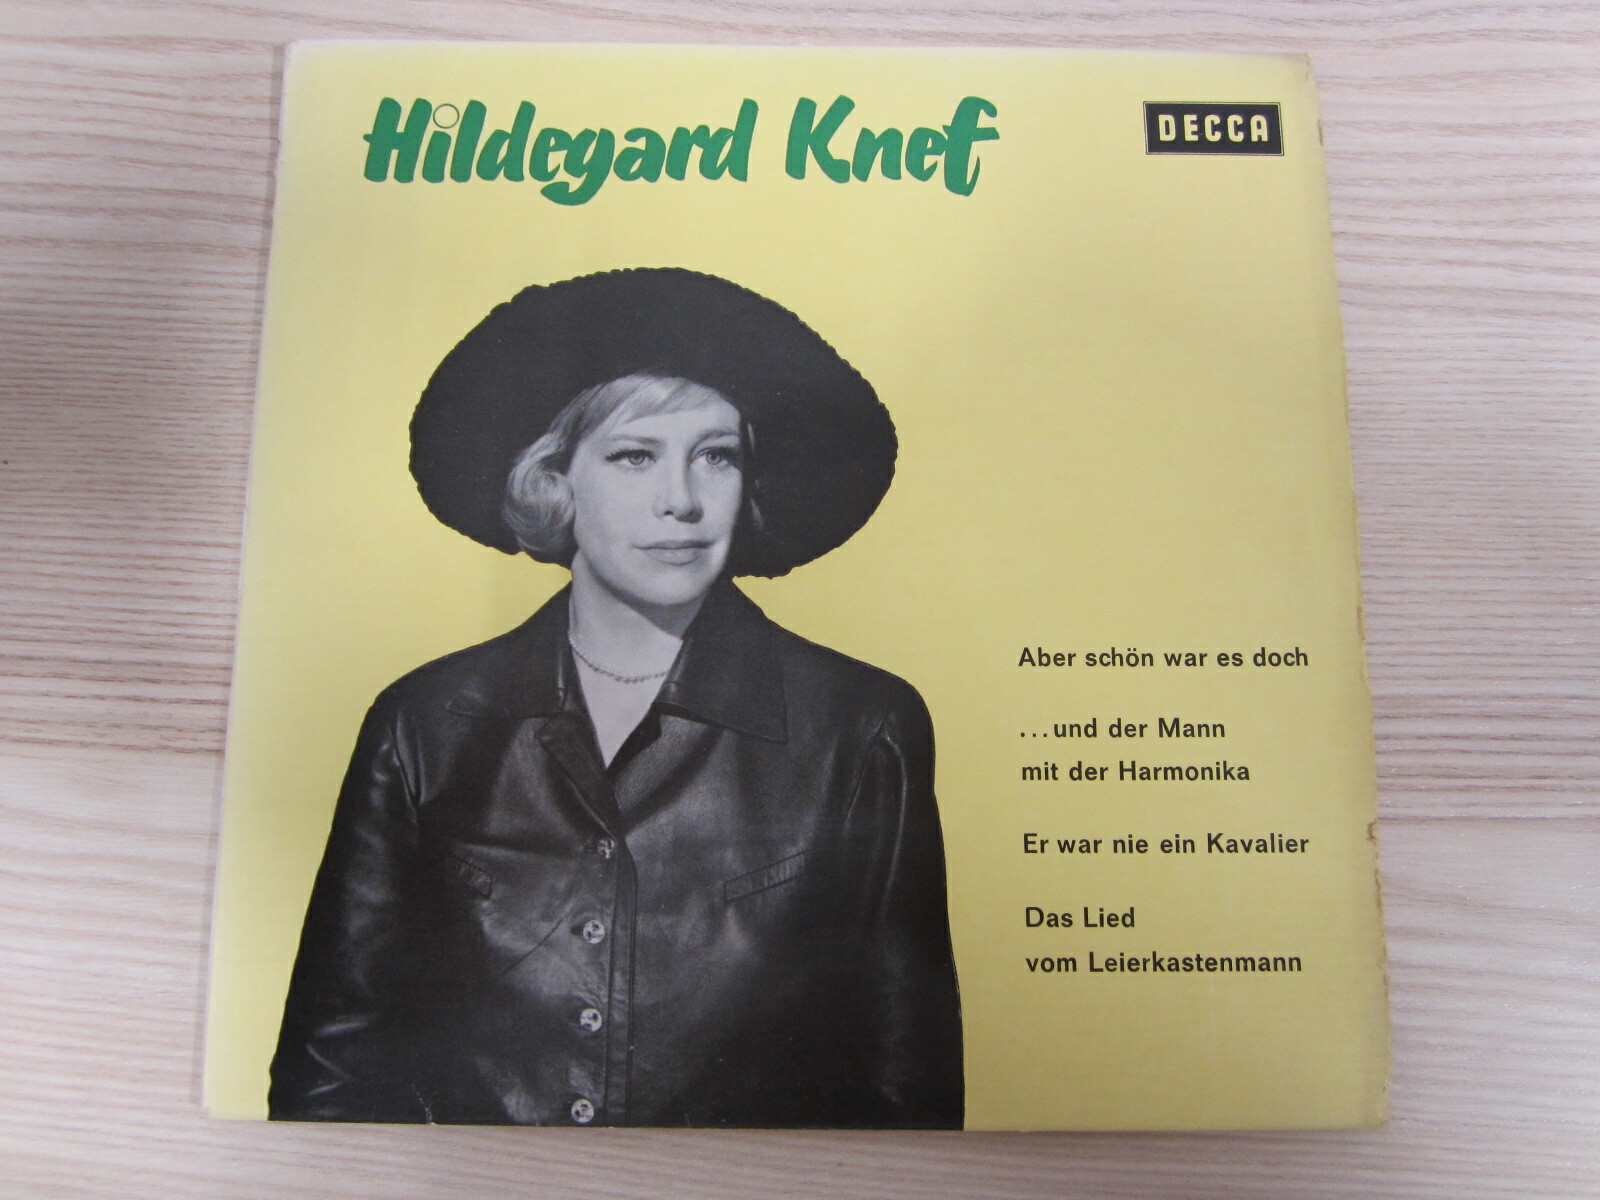 Hildegard Knef
DECCA
Aber schön war es doch
...und der Mann
mit der Harmonika
Er war nie ein Kavalier
Das Lied
vom Leierkastenmann